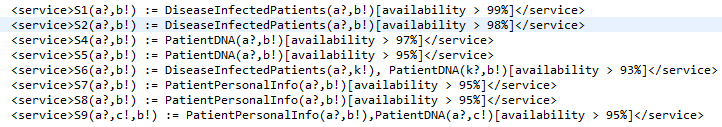 <service>S1(a?,b!) := DiseaseInfectedPatients(a?,b!)[availability > 99%]</service>
<service>S2(a?,b!) := DiseaseInfectedPatients(a?,b!)[availability > 98%]</service>
<service>S4(a?,b!) := PatientDNA(a?,b!)[availability > 97%]</service>
<service>S5(a?,b!) := PatientDNA(a?,b!)[availability > 95%]</service>
<service>S6(a?,b!) := DiseaseInfectedPatients(a?,k!), PatientDNA(k?,b!)[availability > 93%]</service>
<service>S7(a?,b!) := PatientPersonalInfo(a?,b!)[availability > 95%]</service>
<service>S8(a?,b!) := PatientPersonalInfo(a?,b!)[availability > 95%]</service>
<service>S9(a?,c!,b!) := PatientPersonalInfo(a?,b!),PatientDNA(a?,c!)[availability > 95%]</service>